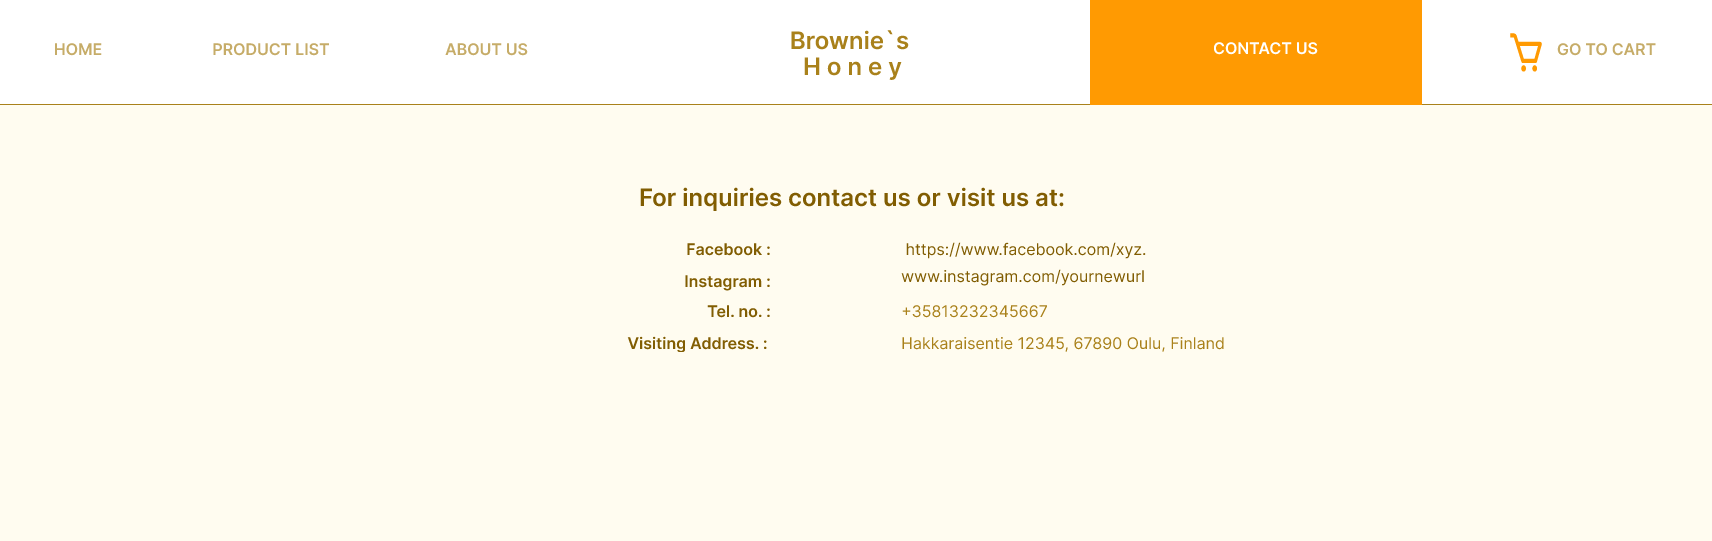 HOME
PRODUCT LIST
ABOUT US
Brownie`s
Honey
CONTACT US
GO TO CART
For inquiries contact us or visit us at:
Facebook : https://www.facebook.com/xyz.
Instagram : www.instagram.com/yournewurl
Tel. no. : +35813232345667
Visiting Address. : Hakkaraisentie 12345, 67890 Oulu, Finland